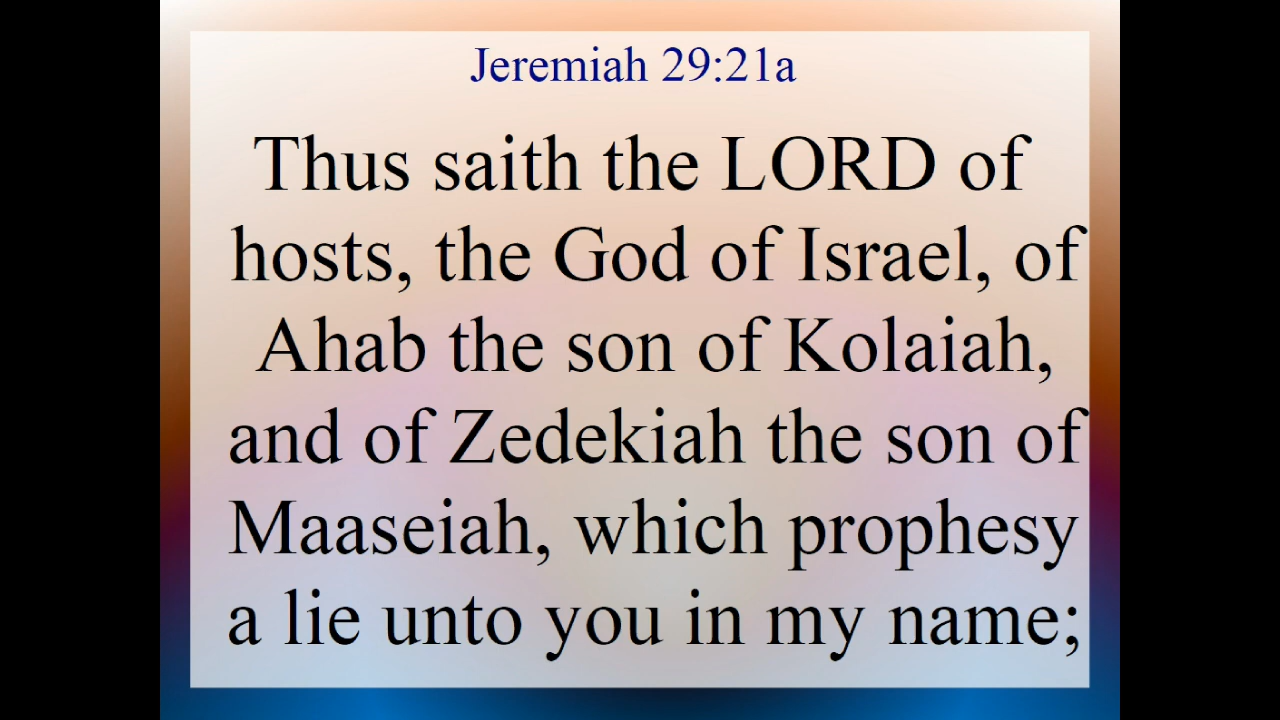 Jeremiah 29:21a
Thus saith the LORD of
hosts, the God of Israel, of
Ahab the son of Kolaiah,
and of Zedekiah the son of
Maaseiah, which prophesy
a lie unto you in my name;